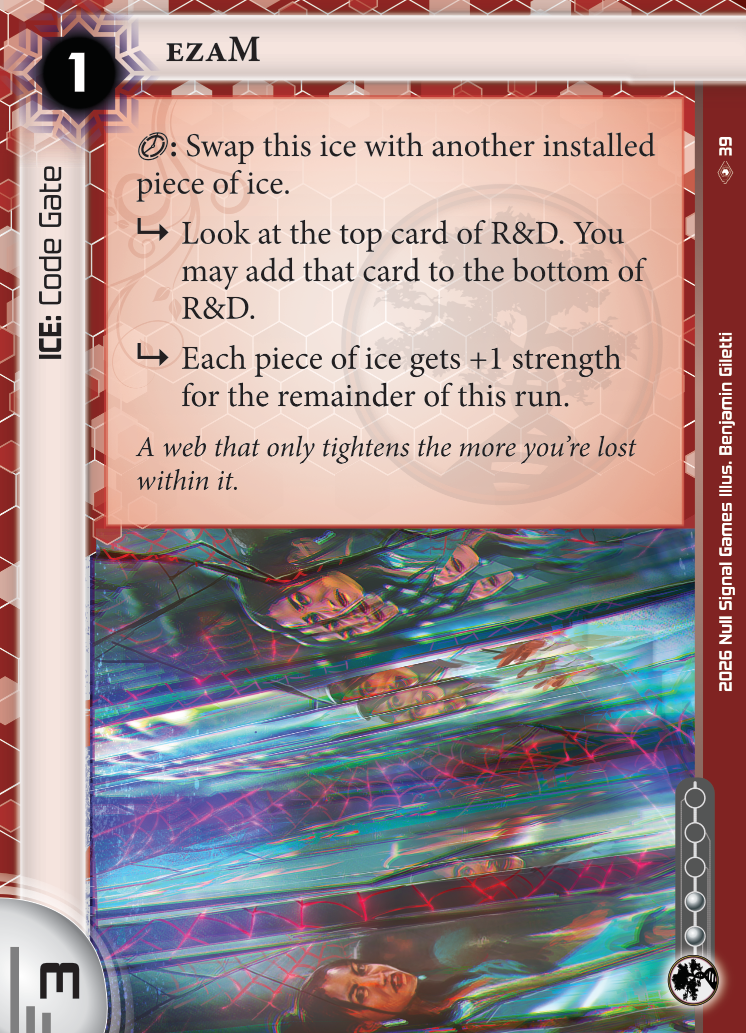 1
ezaM
ICE: Code Gate
: Swap this ice with another installed
piece of ice.
↳ Look at the top card of R&D. You
may add that card to the bottom of
R&D.
↳ Each piece of ice gets +1 strength
for the remainder of this run.
A web that only tightens the more you’re lost
within it.
3
39
2026 Null Signal Games Illus. Benjamin Giletti